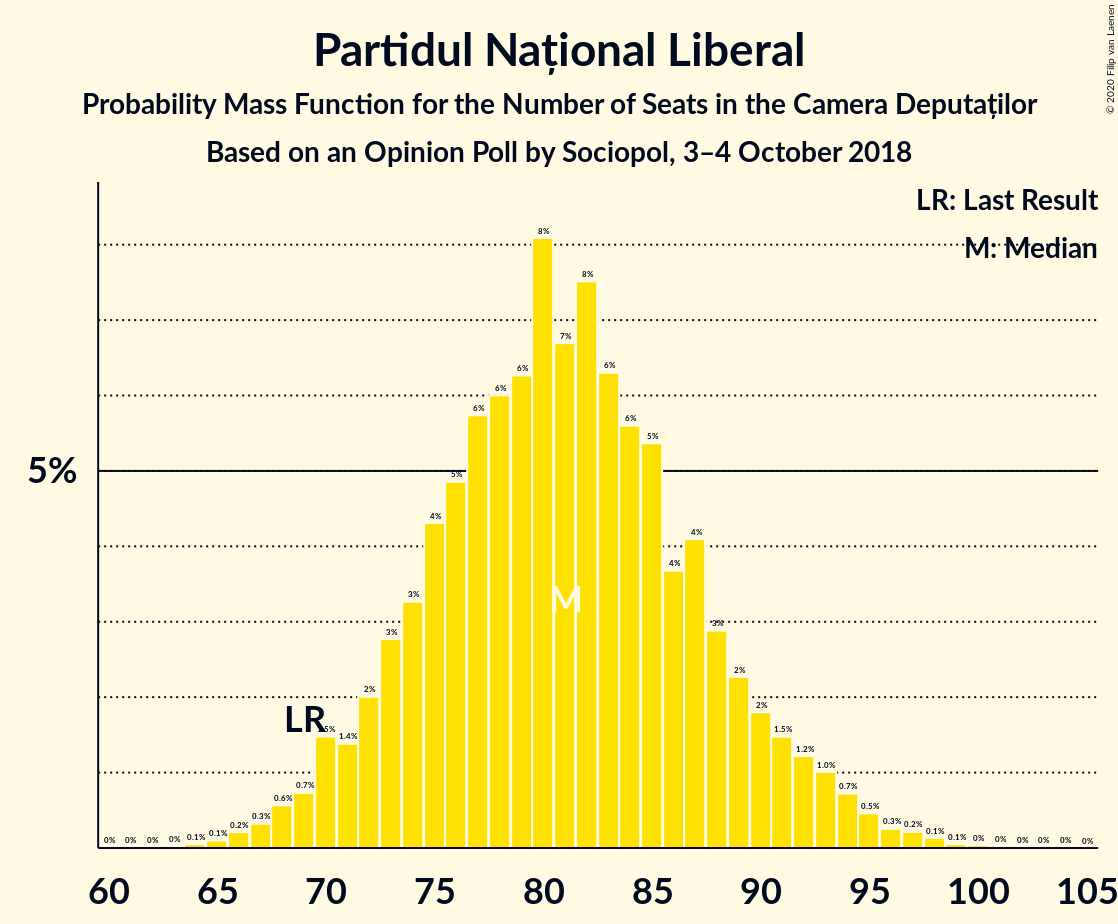 Partidul Național Liberal
Probability Mass Function for the Number of Seats in the Camera Deputaților
Based on an Opinion Poll by Sociopol, 3–4 October 2018
© 2020 Filip van Laenen
LR: Last Result
M: Median
5%
0% 0% 0% 0% 0.1% 0.1% 0.2% 0.3% 0.6% 0.7% 1.4% 2% 3% 3% 4% 5% 6% 6% 6% 8% 7% 8% 6% 6% 5% 4% 4% 3% 2% 2% 1.5% 1.2% 1.0% 0.7% 0.5% 0.3% 0.2% 0.1% 0.1% 0% 0% 0% 0% 0% 0%
M
LR
60 65 70 75 80 85 90 95 100 105